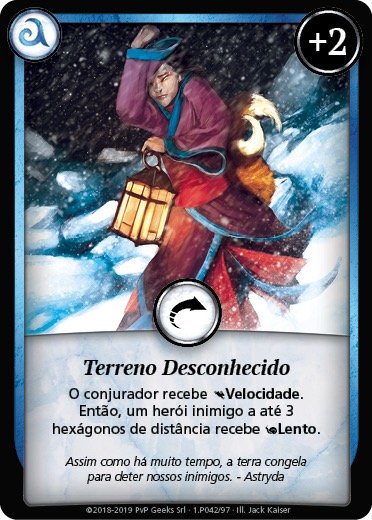 +2
Terreno Desconhecido
O conjurador recebe Velocidade.
Então, um herói inimigo a até 3
hexágonos de distância recebe Lento.
Assim como há muito tempo, a terra congela
para deter nossos inimigos. - Astryda
©2018-2019 PvP Geeks Srl · 1.P042/97 · Ill. Jack Kaiser